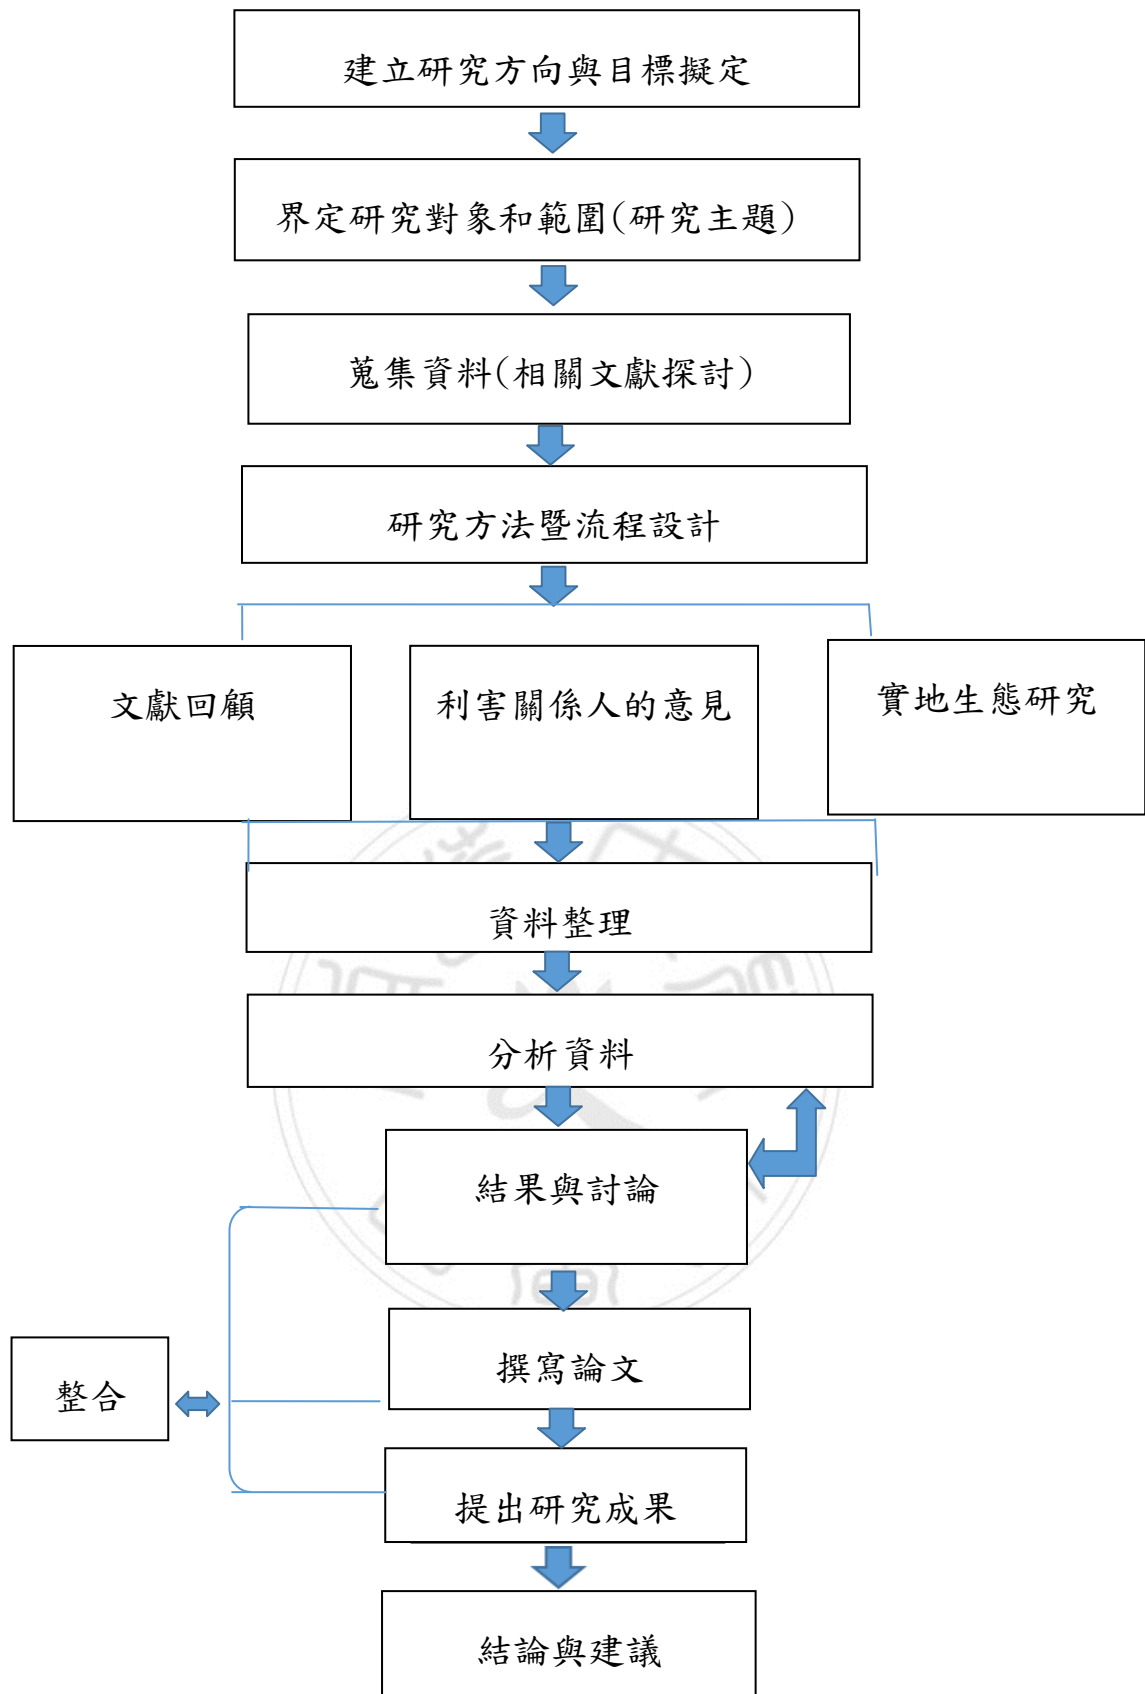 建立研究方向與目標擬定
界定研究對象和範圍(研究主題)
蒐集資料(相關文獻探討)
研究方法暨流程設計
文獻回顧
利害關係人的意見
實地生態研究
資料整理
分析資料
結果與討論
撰寫論文
整合
提出研究成果
結論與建議